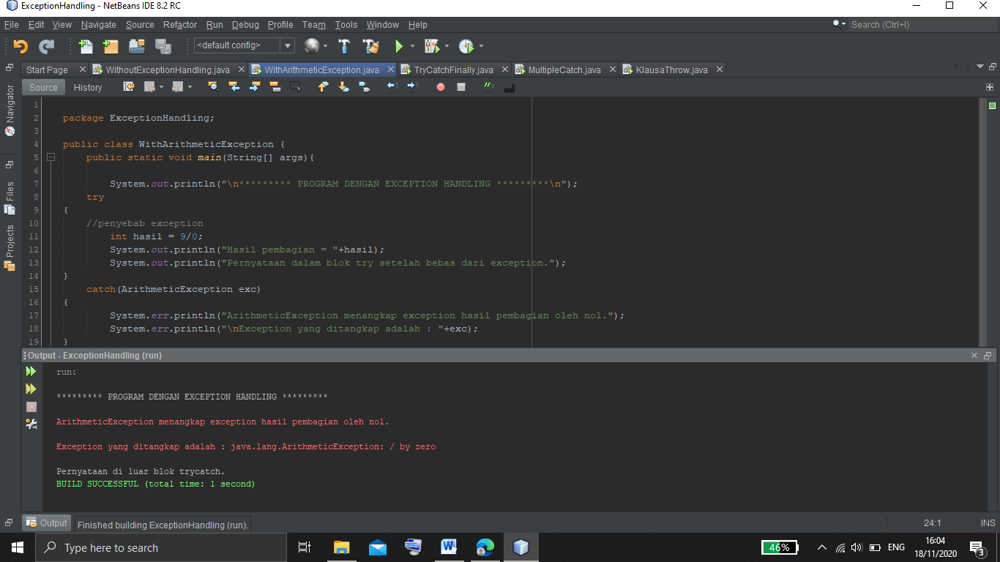 ExceptionHandling - NetBeans IDE 8.2 RC
File Edit View Navigate Source Refactor Run Debug Profile Team Tools Window Help
Search (Ctrl+I)
<default config>
Start Page WithoutExceptionHandling.java WithArithmeticException.java TryCatchFinally.java MultipleCatch.java KlausaThrow.java
Source History
Navigator
Files
Projects
1
2 package ExceptionHandling;
3
4 public class WithArithmeticException {
5 public static void main(String[] args){
6
7 System.out.println("\n********* PROGRAM DENGAN EXCEPTION HANDLING *********\n");
8 try
9 {
10 //penyebab exception
11 int hasil = 9/0;
12 System.out.println("Hasil pembagian = "+hasil);
13 System.out.println("Pernyataan dalam blok try setelah bebas dari exception.");
14 }
15 catch(ArithmeticException exc)
16 {
17 System.err.println("ArithmeticException menangkap exception hasil pembagian oleh nol.");
18 System.err.println("\nException yang ditangkap adalah : "+exc);
19 }
Output - ExceptionHandling (run)
run:
********* PROGRAM DENGAN EXCEPTION HANDLING *********
ArithmeticException menangkap exception hasil pembagian oleh nol.
Exception yang ditangkap adalah : java.lang.ArithmeticException: / by zero
Pernyataan di luar blok trycatch.
BUILD SUCCESSFUL (total time: 1 second)
Output
Finished building ExceptionHandling (run).
24:1 INS
Type here to search
46%
ENG
16:04
18/11/2020
3